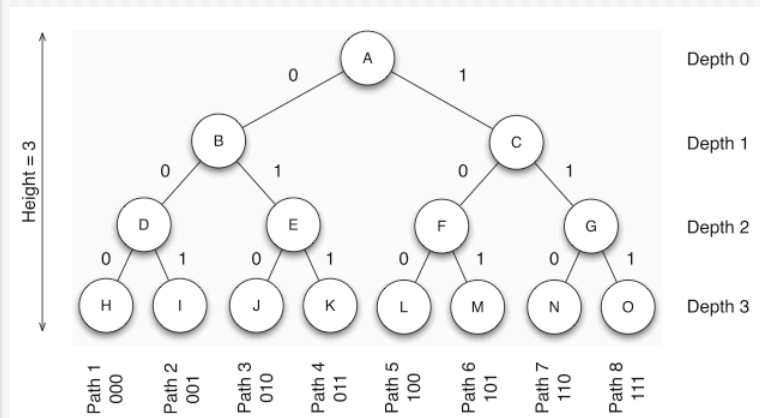 A
Depth 0
0
1
B
C
Depth 1
0
1
0
1
Height = 3
D
E
F
G
Depth 2
0
1
0
1
0
1
0
1
H
I
J
K
L
M
N
O
Depth 3
Path 1
000
Path 2
001
Path 3
010
Path 4
011
Path 5
100
Path 6
101
Path 7
110
Path 8
111